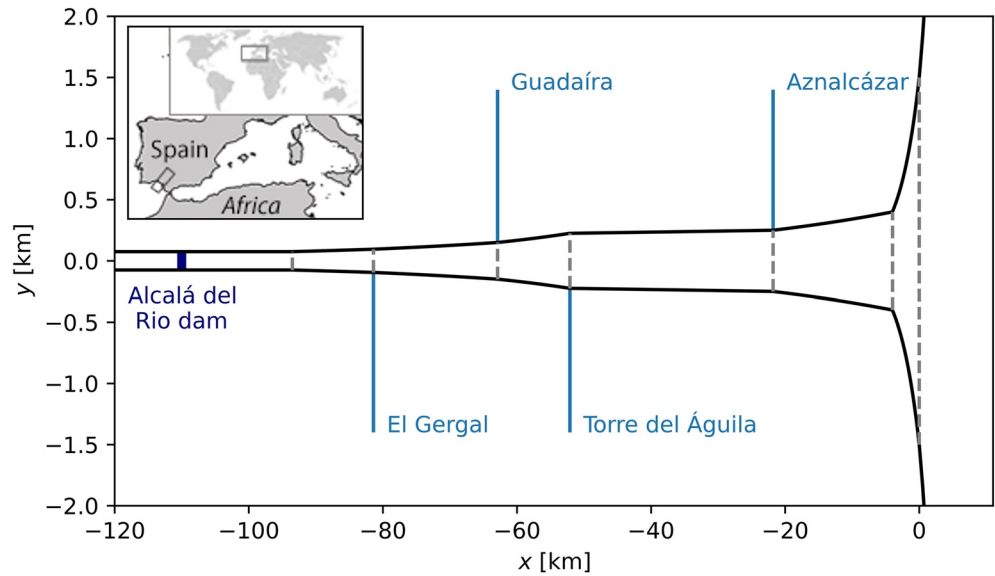 2.0
1.5
1.0
0.5
0.0
−0.5
−1.0
−1.5
−2.0
y [km]
Spain
Africa
Guadaíra
Aznalcázar
Alcalá del
Rio dam
El Gergal
Torre del Águila
−120
−100
−80
−60
−40
−20
0
x [km]